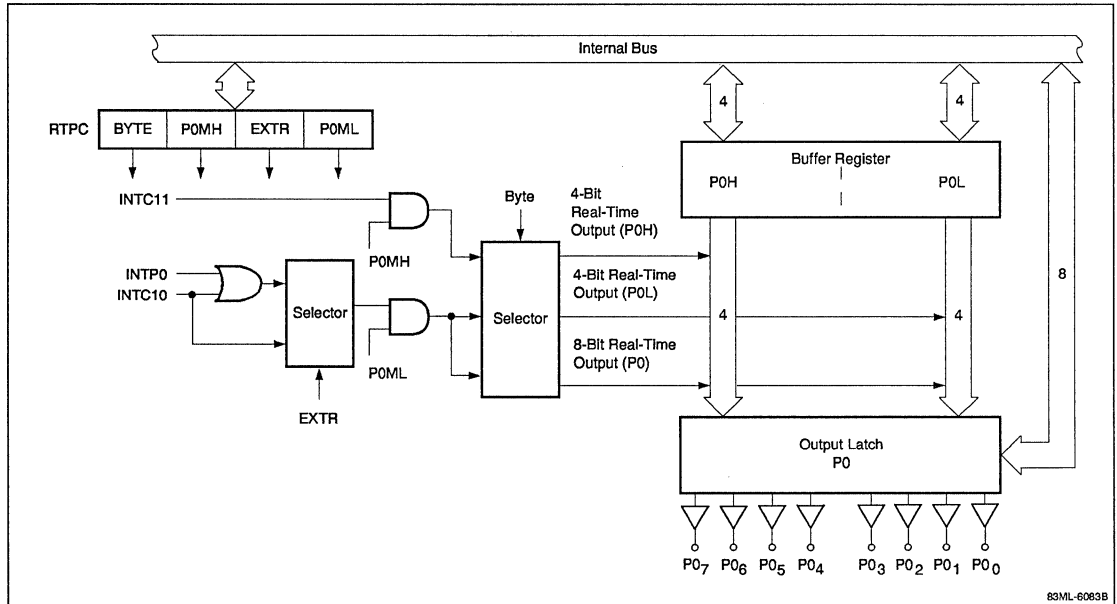 Internal Bus
4
4
RTPC BYTE P0MH EXTR P0ML
Buffer Register
P0H P0L
INTC11
Byte
4-Bit
Real-Time
Output (P0H)
P0MH
8
INTP0
INTC10
4-Bit Real-Time
Output (P0L)
Selector
Selector
4
4
P0ML
8-Bit Real-Time
Output (P0)
EXTR
Output Latch
P0
P07 P06 P05 P04 P03 P02 P01 P00
83ML-6083B